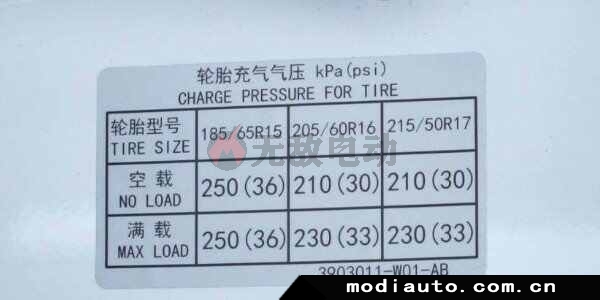 轮胎充气气压 kPa(psi)
CHARGE PRESSURE FOR TIRE
轮胎型号 185/65R15 205/60R16 215/50R17
TIRE SIZE
空载 250(36) 210(30) 210(30)
NO LOAD
满载 250(36) 230(33) 230(33)
MAX LOAD
3903011-W01-AB
无敌电动
modiauto.com.cn